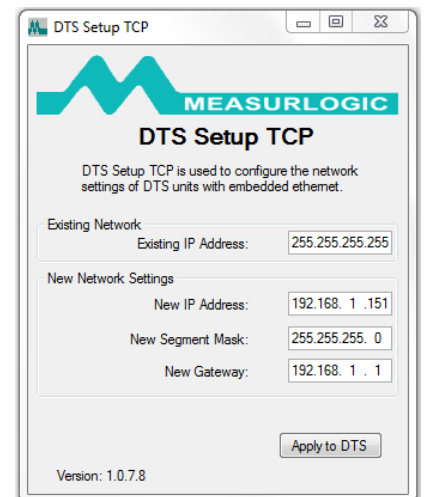 DTS Setup TCP
MEASURLOGIC
DTS Setup TCP
DTS Setup TCP is used to configure the network
settings of DTS units with embedded ethernet.
Existing Network
Existing IP Address: 255.255.255.255
New Network Settings
New IP Address: 192.168. 1 .151
New Segment Mask: 255.255.255. 0
New Gateway: 192.168. 1 . 1
Apply to DTS
Version: 1.0.7.8